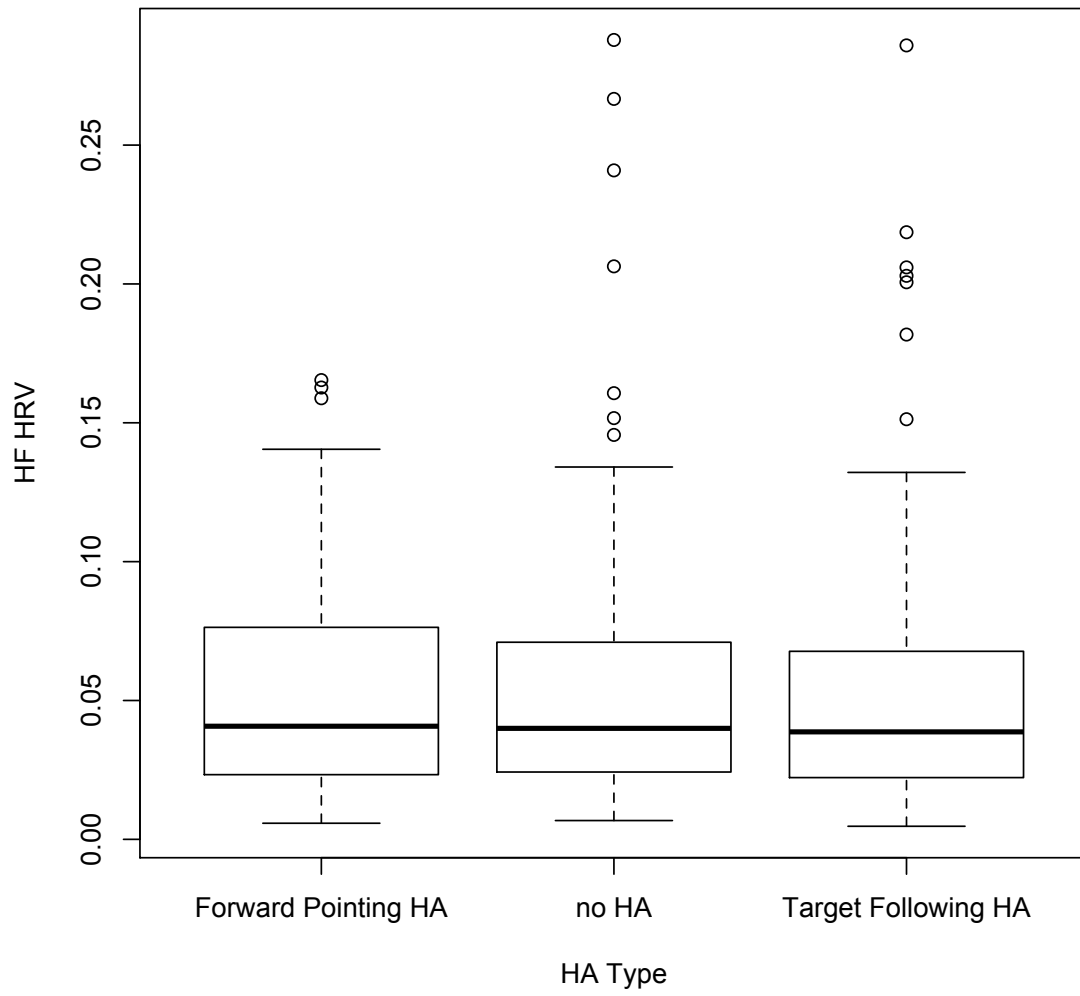 0.25
0.20
0.15
0.10
0.05
0.00
HF HRV
Forward Pointing HA
no HA
Target Following HA
HA Type